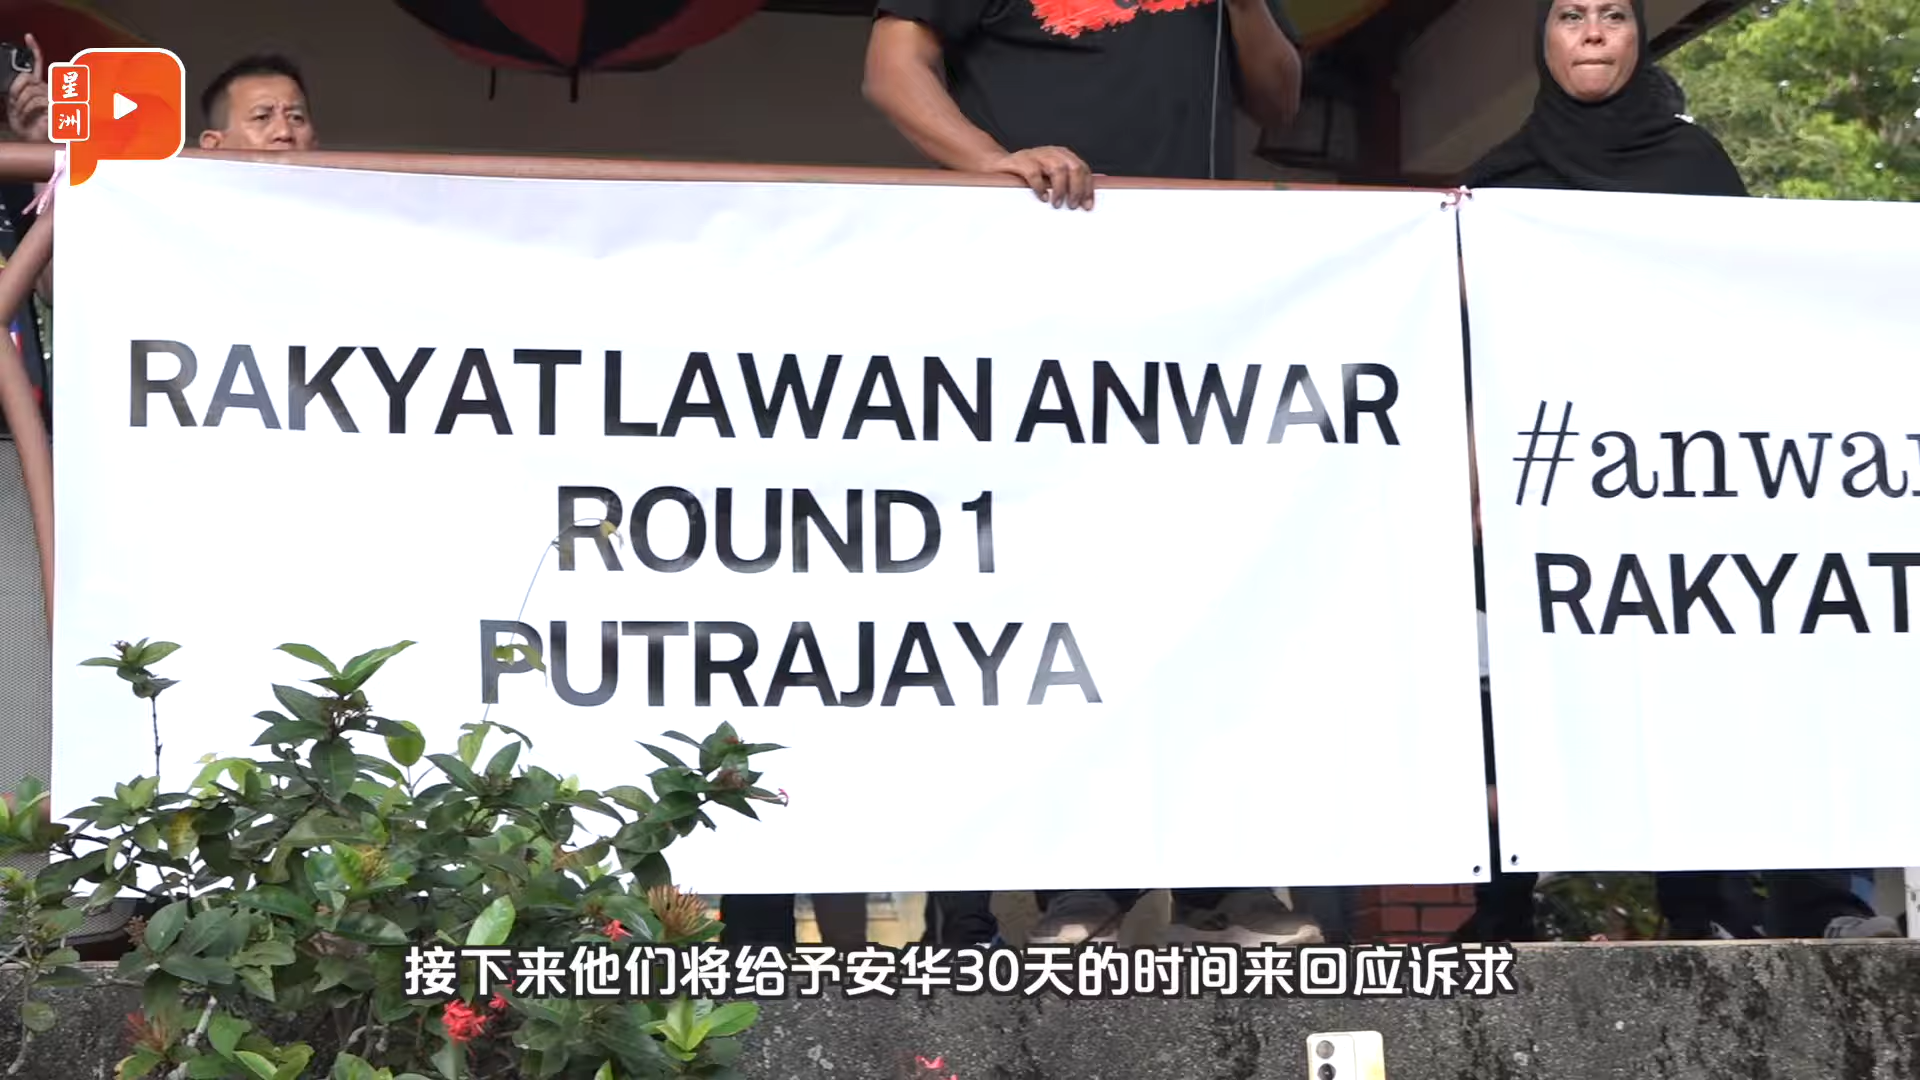 星洲
RAKYAT LAWAN ANWAR
ROUND 1
PUTRAJAYA
#anwar
RAKYAT
接下来他们将给予安华30天的时间来回应诉求